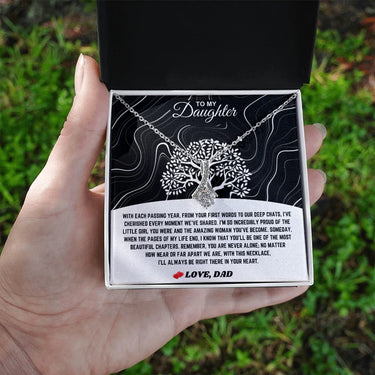 TO MY
Daughter
WITH EACH PASSING YEAR, FROM YOUR FIRST WORDS TO OUR DEEP CHATS, I'VE
CHERISHED EVERY MOMENT WE'VE SHARED. I'M SO INCREDIBLY PROUD OF THE
LITTLE GIRL YOU WERE AND THE AMAZING WOMAN YOU'VE BECOME. SOMEDAY,
WHEN THE PAGES OF MY LIFE END, I KNOW THAT YOU'LL BE ONE OF THE MOST
BEAUTIFUL CHAPTERS. REMEMBER, YOU ARE NEVER ALONE; NO MATTER
HOW NEAR OR FAR APART WE ARE. WITH THIS NECKLACE,
I'LL ALWAYS BE RIGHT THERE IN YOUR HEART.
LOVE, DAD